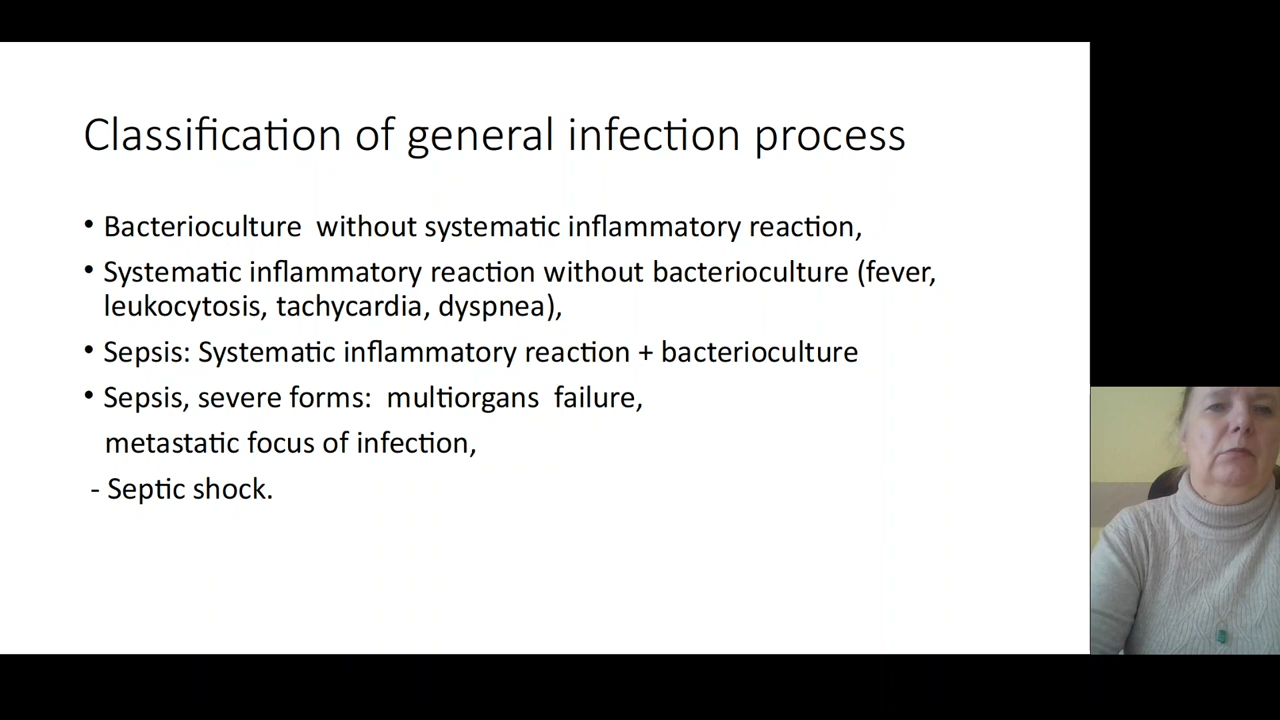 Classification of general infection process
• Bacterioculture without systematic inflammatory reaction,
• Systematic inflammatory reaction without bacterioculture (fever,
leukocytosis, tachycardia, dyspnea),
• Sepsis: Systematic inflammatory reaction + bacterioculture
• Sepsis, severe forms: multiorgans failure,
metastatic focus of infection,
- Septic shock.